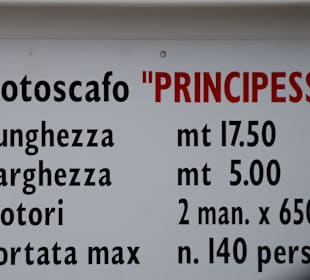 otoscafo "PRINCIPESS
unghezza mt 17.50
arghezza mt 5.00
otori 2 man. x 650
ortata max n. 140 pers